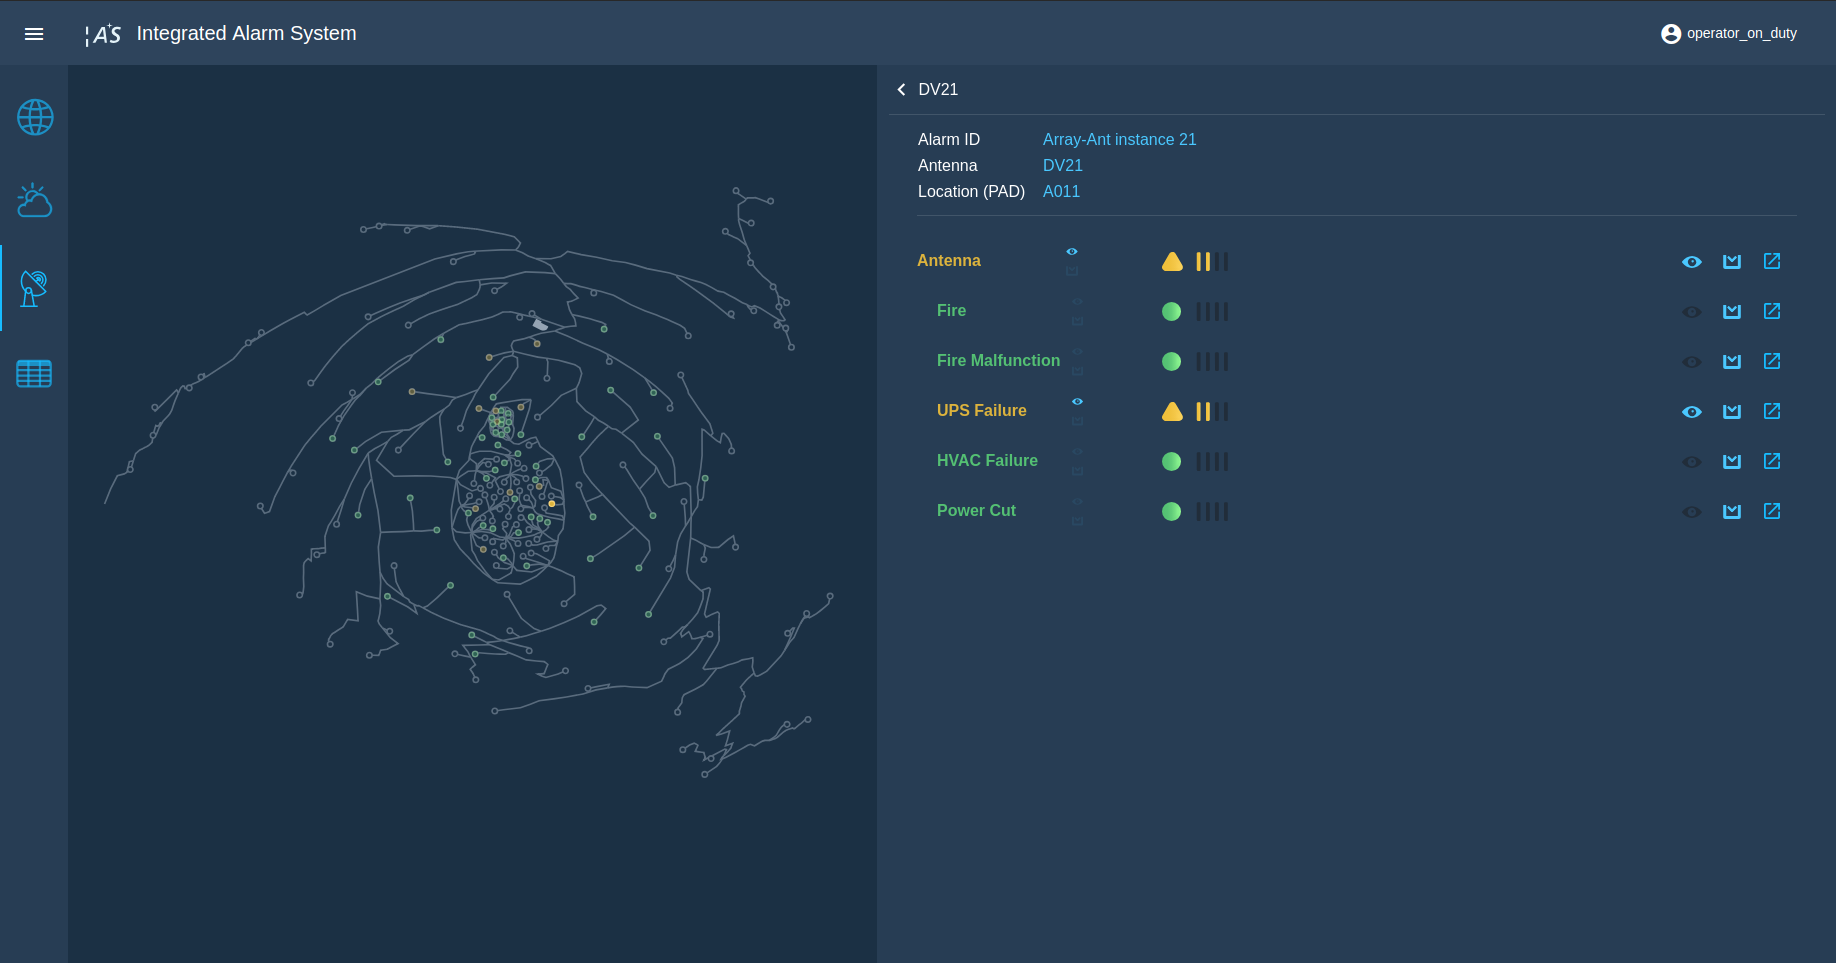 IAS Integrated Alarm System
operator_on_duty
DV21
Alarm ID Array-Ant instance 21
Antenna DV21
Location (PAD) A011
Antenna
Fire
Fire Malfunction
UPS Failure
HVAC Failure
Power Cut